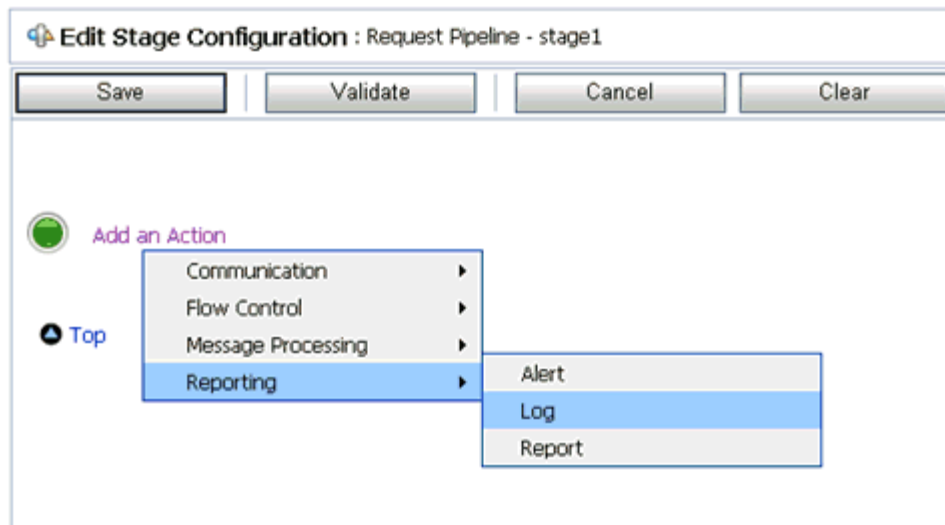 Edit Stage Configuration : Request Pipeline - stage1
Save Validate Cancel Clear
Add an Action
Communication
Flow Control
Top
Message Processing
Reporting
Alert
Log
Report